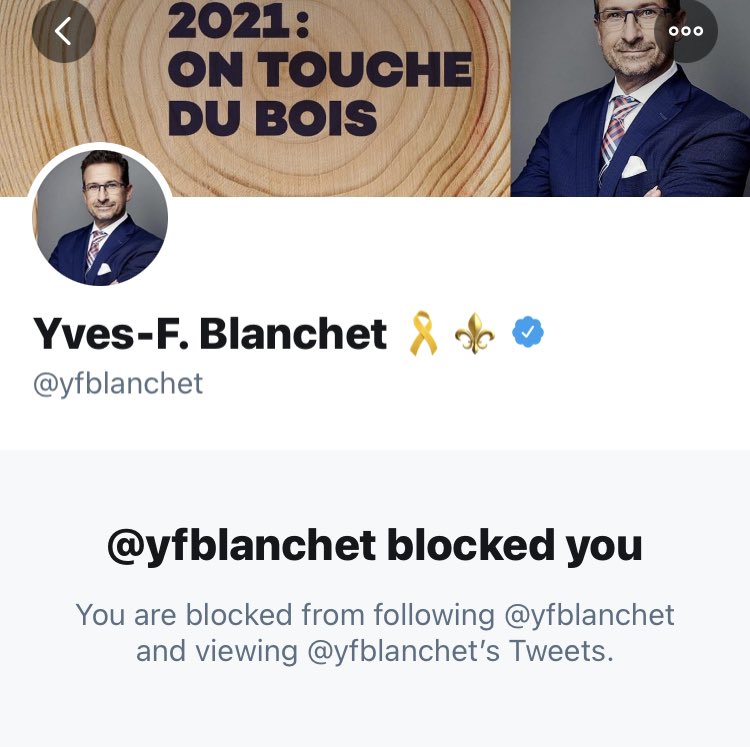 2021:
ON TOUCHE
DU BOIS
Yves-F. Blanchet 🎗️ ⚜️
@yfblanchet
@yfblanchet blocked you
You are blocked from following @yfblanchet
and viewing @yfblanchet’s Tweets.